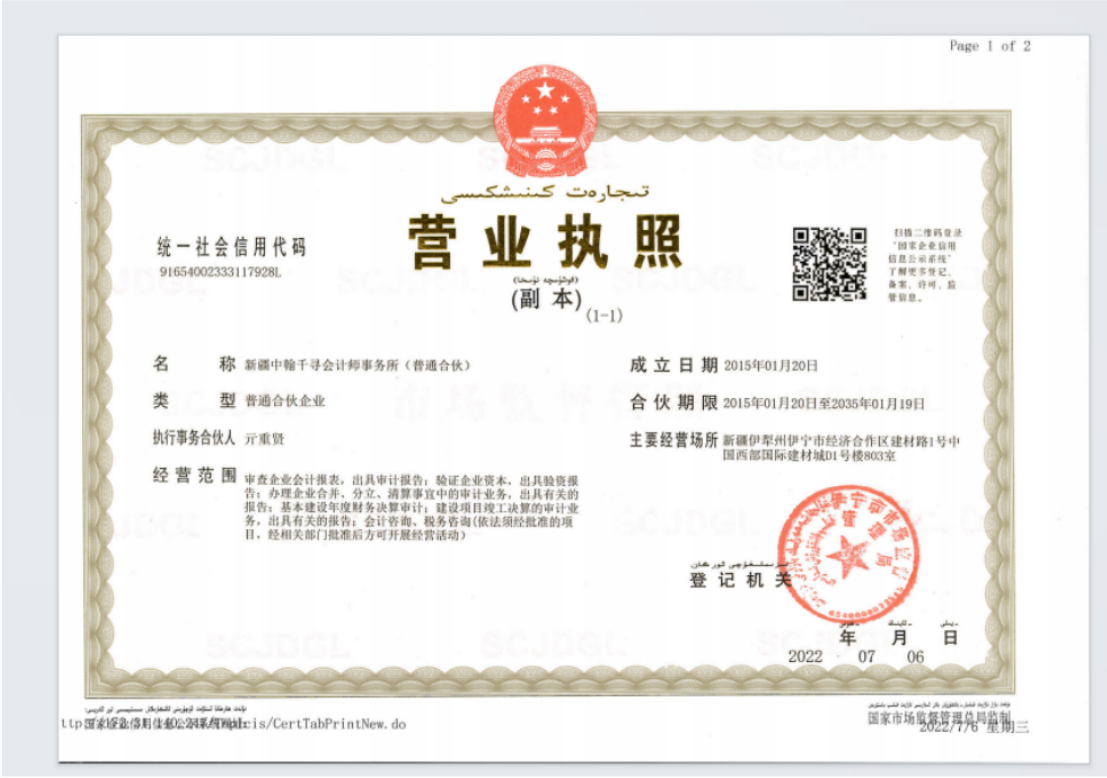 Page 1 of 2
تىجارەت كىنىشكىسى
营业执照
统一社会信用代码
91654002333117928L
(副 本)
(1-1)
扫描二维码登录
"国家企业信用
信息公示系统"
了解更多登记、
备案、许可、监
管信息。
名 称 新疆中翰千寻会计师事务所（普通合伙）
类 型 普通合伙企业
执行事务合伙人 亓重贤
经营范围 审查企业会计报表，出具审计报告；验证企业资本，出具验资报
告；办理企业合并、分立、清算事宜中的审计业务，出具有关的
报告；基本建设年度财务决算审计；建设项目竣工决算的审计业
务，出具有关的报告；会计咨询、税务咨询(依法须经批准的项
目，经相关部门批准后方可开展经营活动)
成立日期 2015年01月20日
合伙期限 2015年01月20日至2035年01月19日
主要经营场所 新疆伊犁州伊宁市经济合作区建材路1号中
国西部国际建材城D1号楼803室
登记机关
年 月 日
2022 07 06
SCJDGL
国家市场监督管理总局监制
2022/7/6 星期三